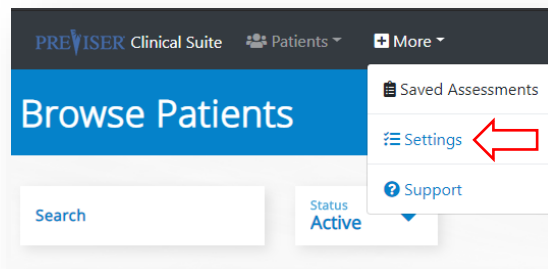 PREVISER Clinical Suite Patients More
Saved Assessments
Browse Patients
Settings
Support
Search
Status
Active